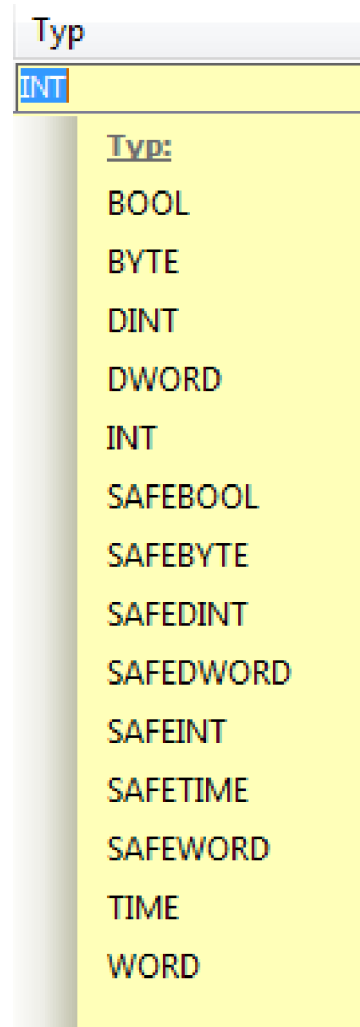 Typ
INT
Typ:
BOOL
BYTE
DINT
DWORD
INT
SAFEBOOL
SAFEBYTE
SAFEDINT
SAFEDWORD
SAFEINT
SAFETIME
SAFEWORD
TIME
WORD